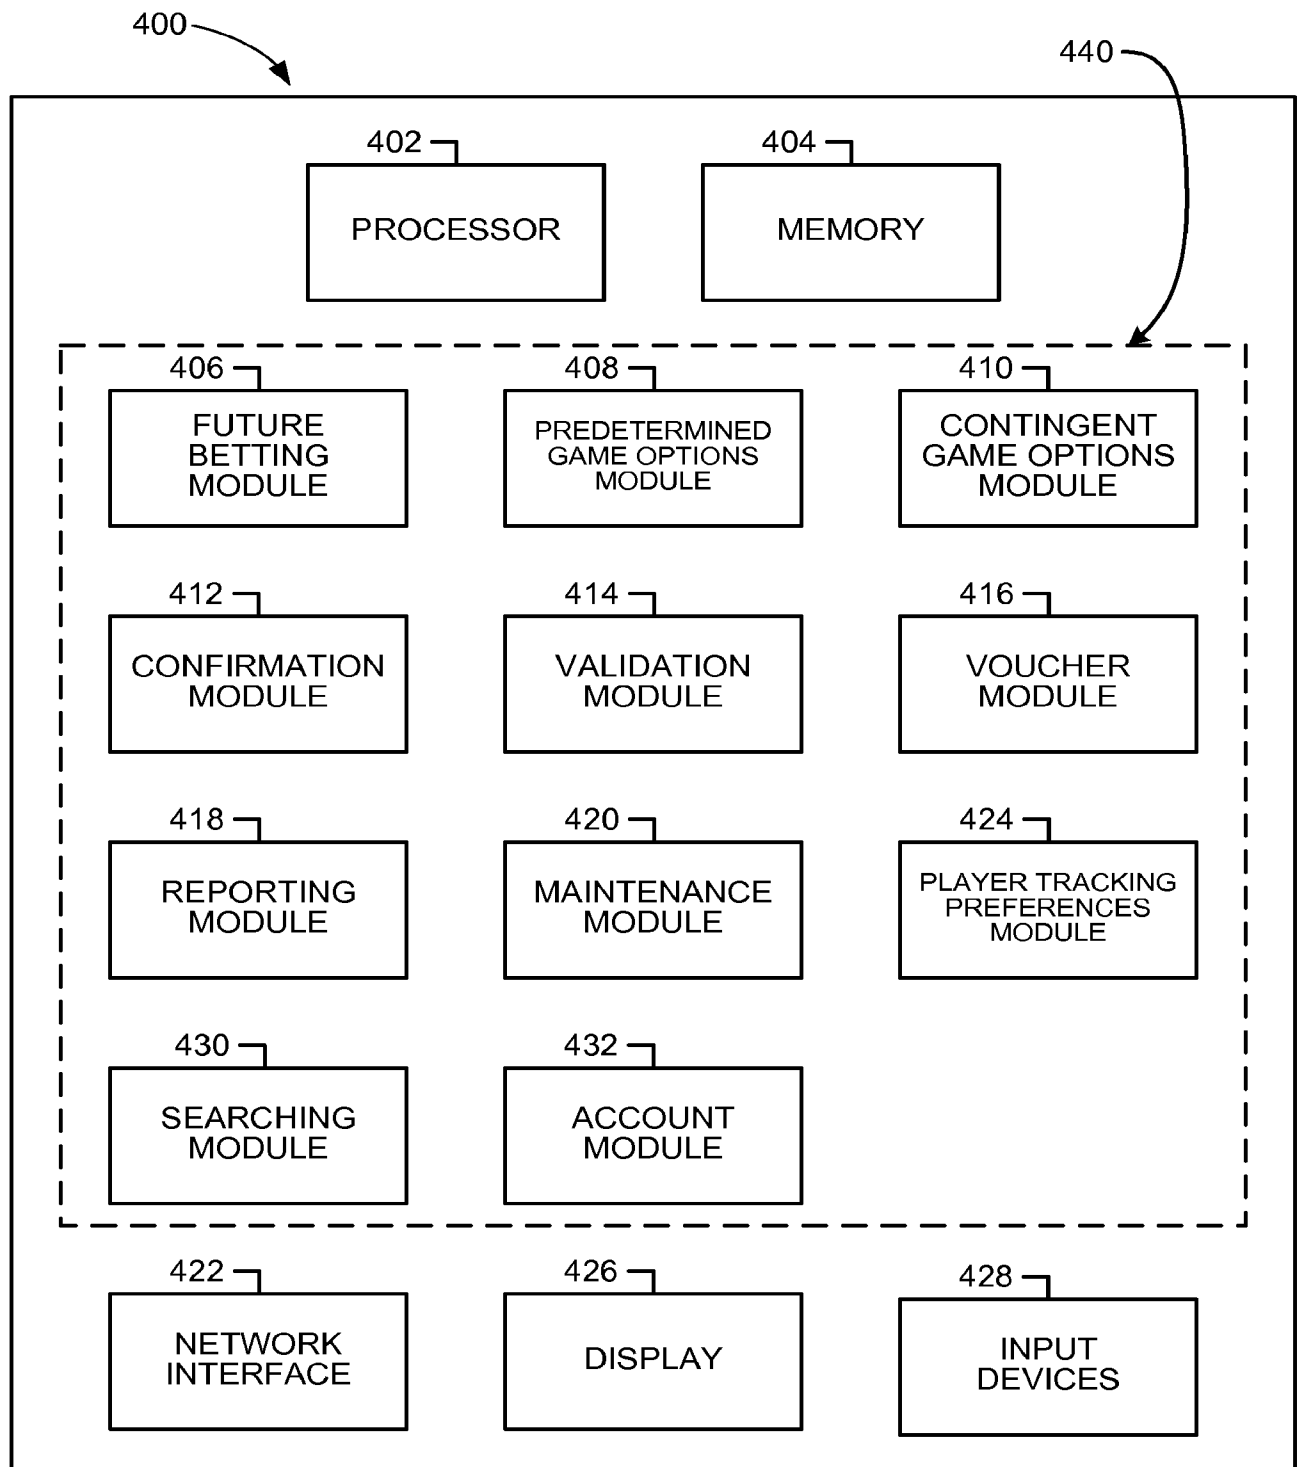 400
440
402
404
PROCESSOR
MEMORY
406
408
410
FUTURE
BETTING
MODULE
PREDETERMINED
GAME OPTIONS
MODULE
CONTINGENT
GAME OPTIONS
MODULE
412
414
416
CONFIRMATION
MODULE
VALIDATION
MODULE
VOUCHER
MODULE
418
420
424
REPORTING
MODULE
MAINTENANCE
MODULE
PLAYER TRACKING
PREFERENCES
MODULE
430
432
SEARCHING
MODULE
ACCOUNT
MODULE
422
426
428
NETWORK
INTERFACE
DISPLAY
INPUT
DEVICES